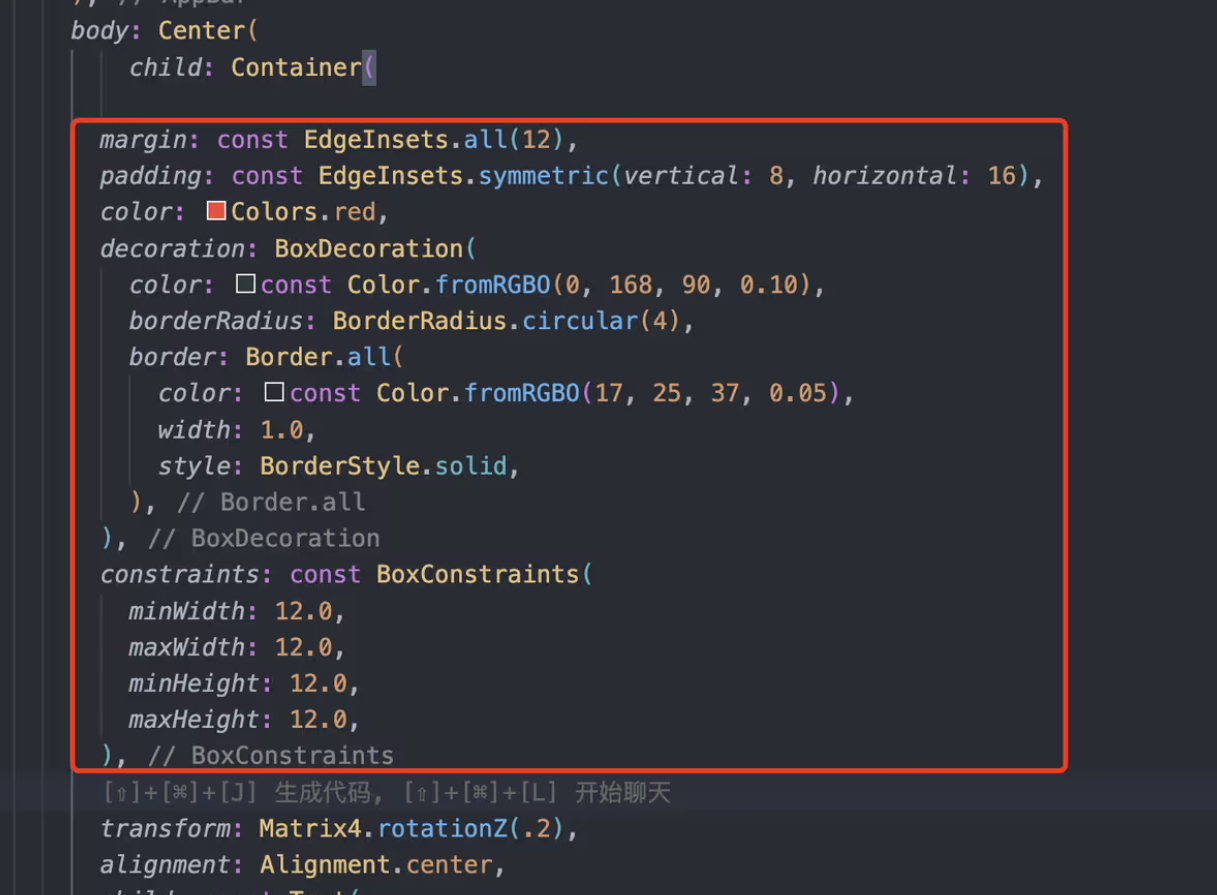 ), // AppBar
body: Center(
child: Container(
margin: const EdgeInsets.all(12),
padding: const EdgeInsets.symmetric(vertical: 8, horizontal: 16),
color: Colors.red,
decoration: BoxDecoration(
color: const Color.fromRGBO(0, 168, 90, 0.10),
borderRadius: BorderRadius.circular(4),
border: Border.all(
color: const Color.fromRGBO(17, 25, 37, 0.05),
width: 1.0,
style: BorderStyle.solid,
), // Border.all
), // BoxDecoration
constraints: const BoxConstraints(
minWidth: 12.0,
maxWidth: 12.0,
minHeight: 12.0,
maxHeight: 12.0,
), // BoxConstraints
[⇧]+[⌘]+[J] 生成代码, [⇧]+[⌘]+[L] 开始聊天
transform: Matrix4.rotationZ(.2),
alignment: Alignment.center,